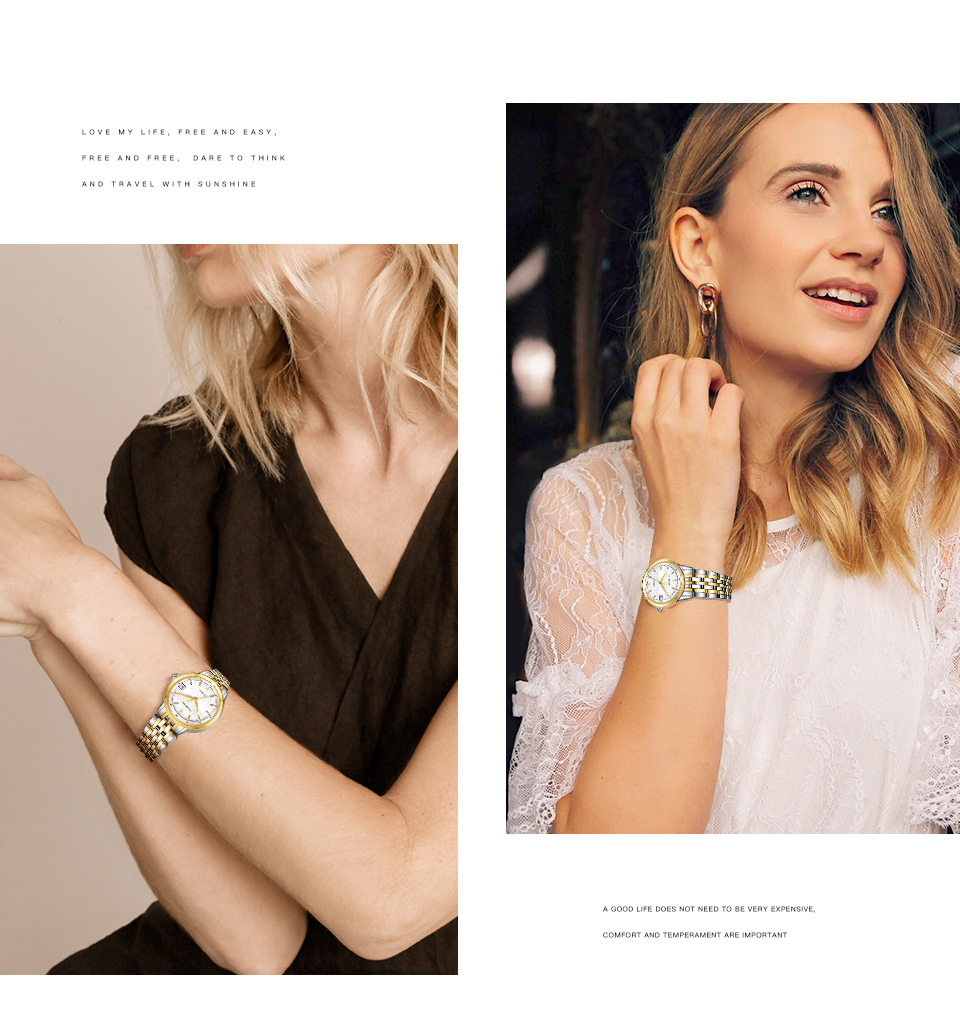 LOVE MY LIFE, FREE AND EASY,
FREE AND FREE, DARE TO THINK
AND TRAVEL WITH SUNSHINE
A GOOD LIFE DOES NOT NEED TO BE VERY EXPENSIVE,
COMFORT AND TEMPERAMENT ARE IMPORTANT